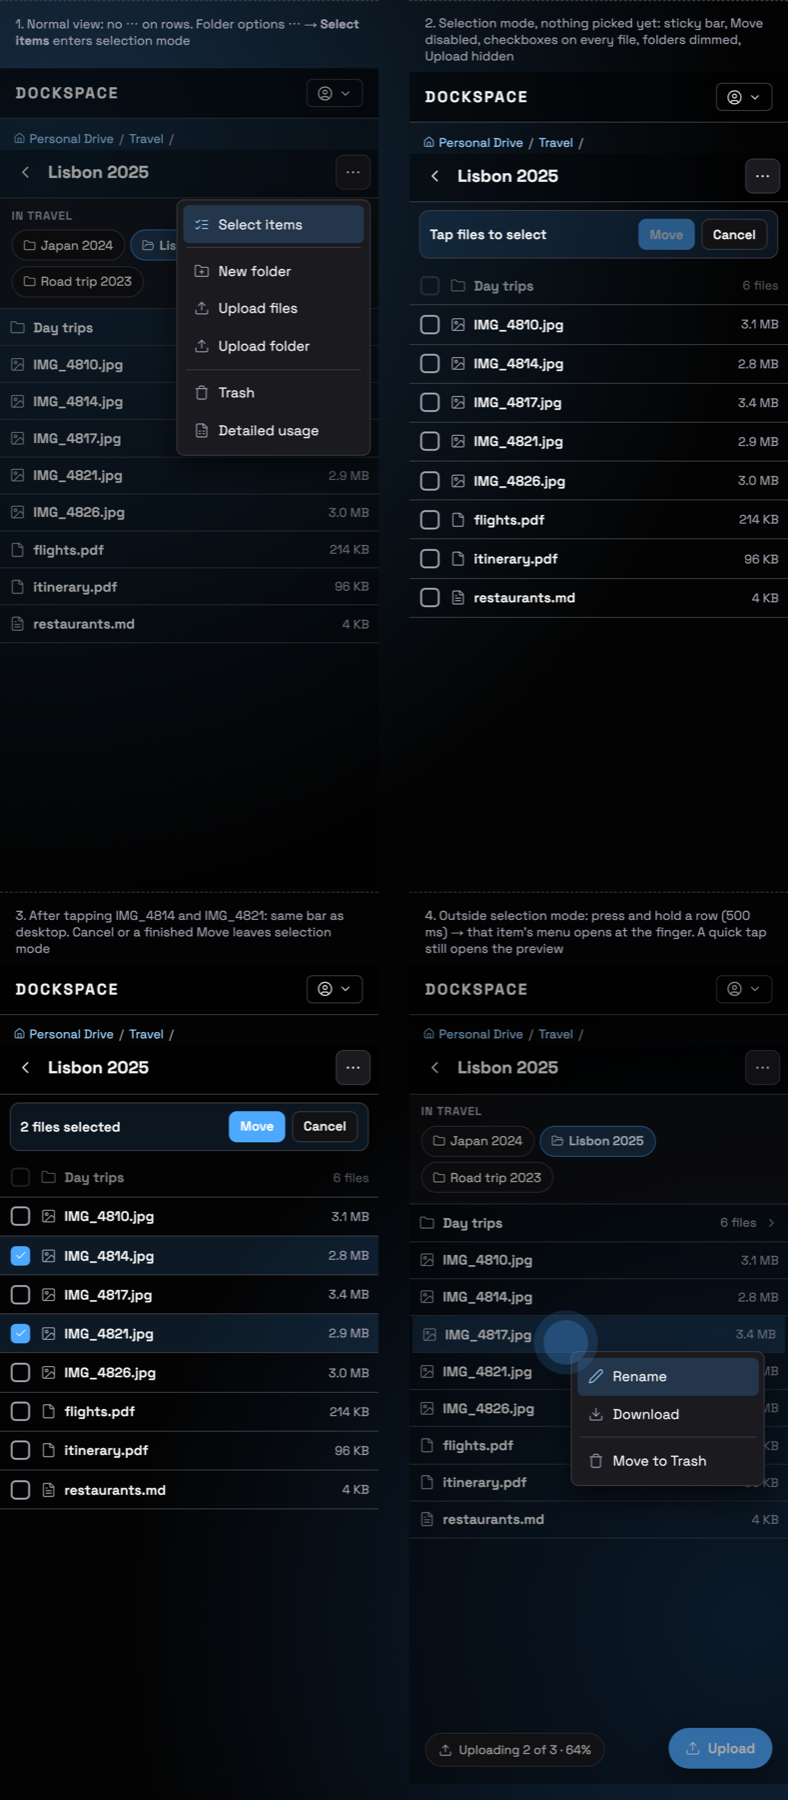 1. Normal view: no ··· on rows. Folder options ··· → Select
items enters selection mode
DOCKSPACE
Personal Drive / Travel /
Lisbon 2025
···
IN TRAVEL
Japan 2024
Lis
Road trip 2023
Select items
New folder
Upload files
Upload folder
Trash
Detailed usage
Day trips
IMG_4810.jpg
IMG_4814.jpg
IMG_4817.jpg
IMG_4821.jpg 2.9 MB
IMG_4826.jpg 3.0 MB
flights.pdf 214 KB
itinerary.pdf 96 KB
restaurants.md 4 KB
2. Selection mode, nothing picked yet: sticky bar, Move
disabled, checkboxes on every file, folders dimmed,
Upload hidden
DOCKSPACE
Personal Drive / Travel /
Lisbon 2025
···
Tap files to select Move Cancel
Day trips 6 files
IMG_4810.jpg 3.1 MB
IMG_4814.jpg 2.8 MB
IMG_4817.jpg 3.4 MB
IMG_4821.jpg 2.9 MB
IMG_4826.jpg 3.0 MB
flights.pdf 214 KB
itinerary.pdf 96 KB
restaurants.md 4 KB
3. After tapping IMG_4814 and IMG_4821: same bar as
desktop. Cancel or a finished Move leaves selection
mode
DOCKSPACE
Personal Drive / Travel /
Lisbon 2025
···
2 files selected Move Cancel
Day trips 6 files
IMG_4810.jpg 3.1 MB
IMG_4814.jpg 2.8 MB
IMG_4817.jpg 3.4 MB
IMG_4821.jpg 2.9 MB
IMG_4826.jpg 3.0 MB
flights.pdf 214 KB
itinerary.pdf 96 KB
restaurants.md 4 KB
4. Outside selection mode: press and hold a row (500
ms) → that item's menu opens at the finger. A quick tap
still opens the preview
DOCKSPACE
Personal Drive / Travel /
Lisbon 2025
···
IN TRAVEL
Japan 2024 Lisbon 2025
Road trip 2023
Day trips 6 files
IMG_4810.jpg 3.1 MB
IMG_4814.jpg 2.8 MB
IMG_4817.jpg 3.4 MB
IMG_4821.jpg MB
IMG_4826.jpg MB
flights.pdf KB
itinerary.pdf KB
restaurants.md 4 KB
Rename
Download
Move to Trash
Uploading 2 of 3 · 64%
Upload